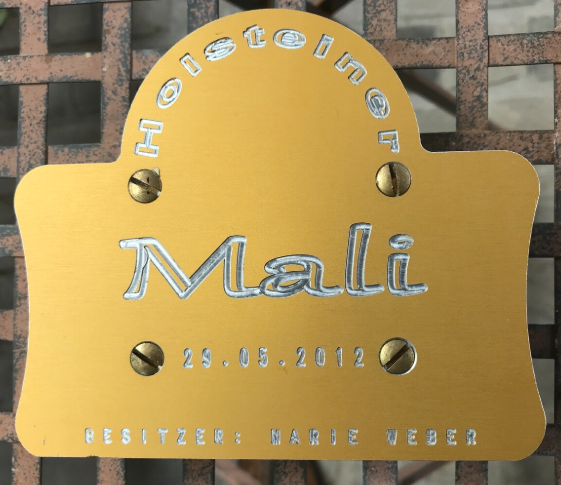 Holsteiner
Mali
29.05.2012
BESITZER: MARIE WEBER